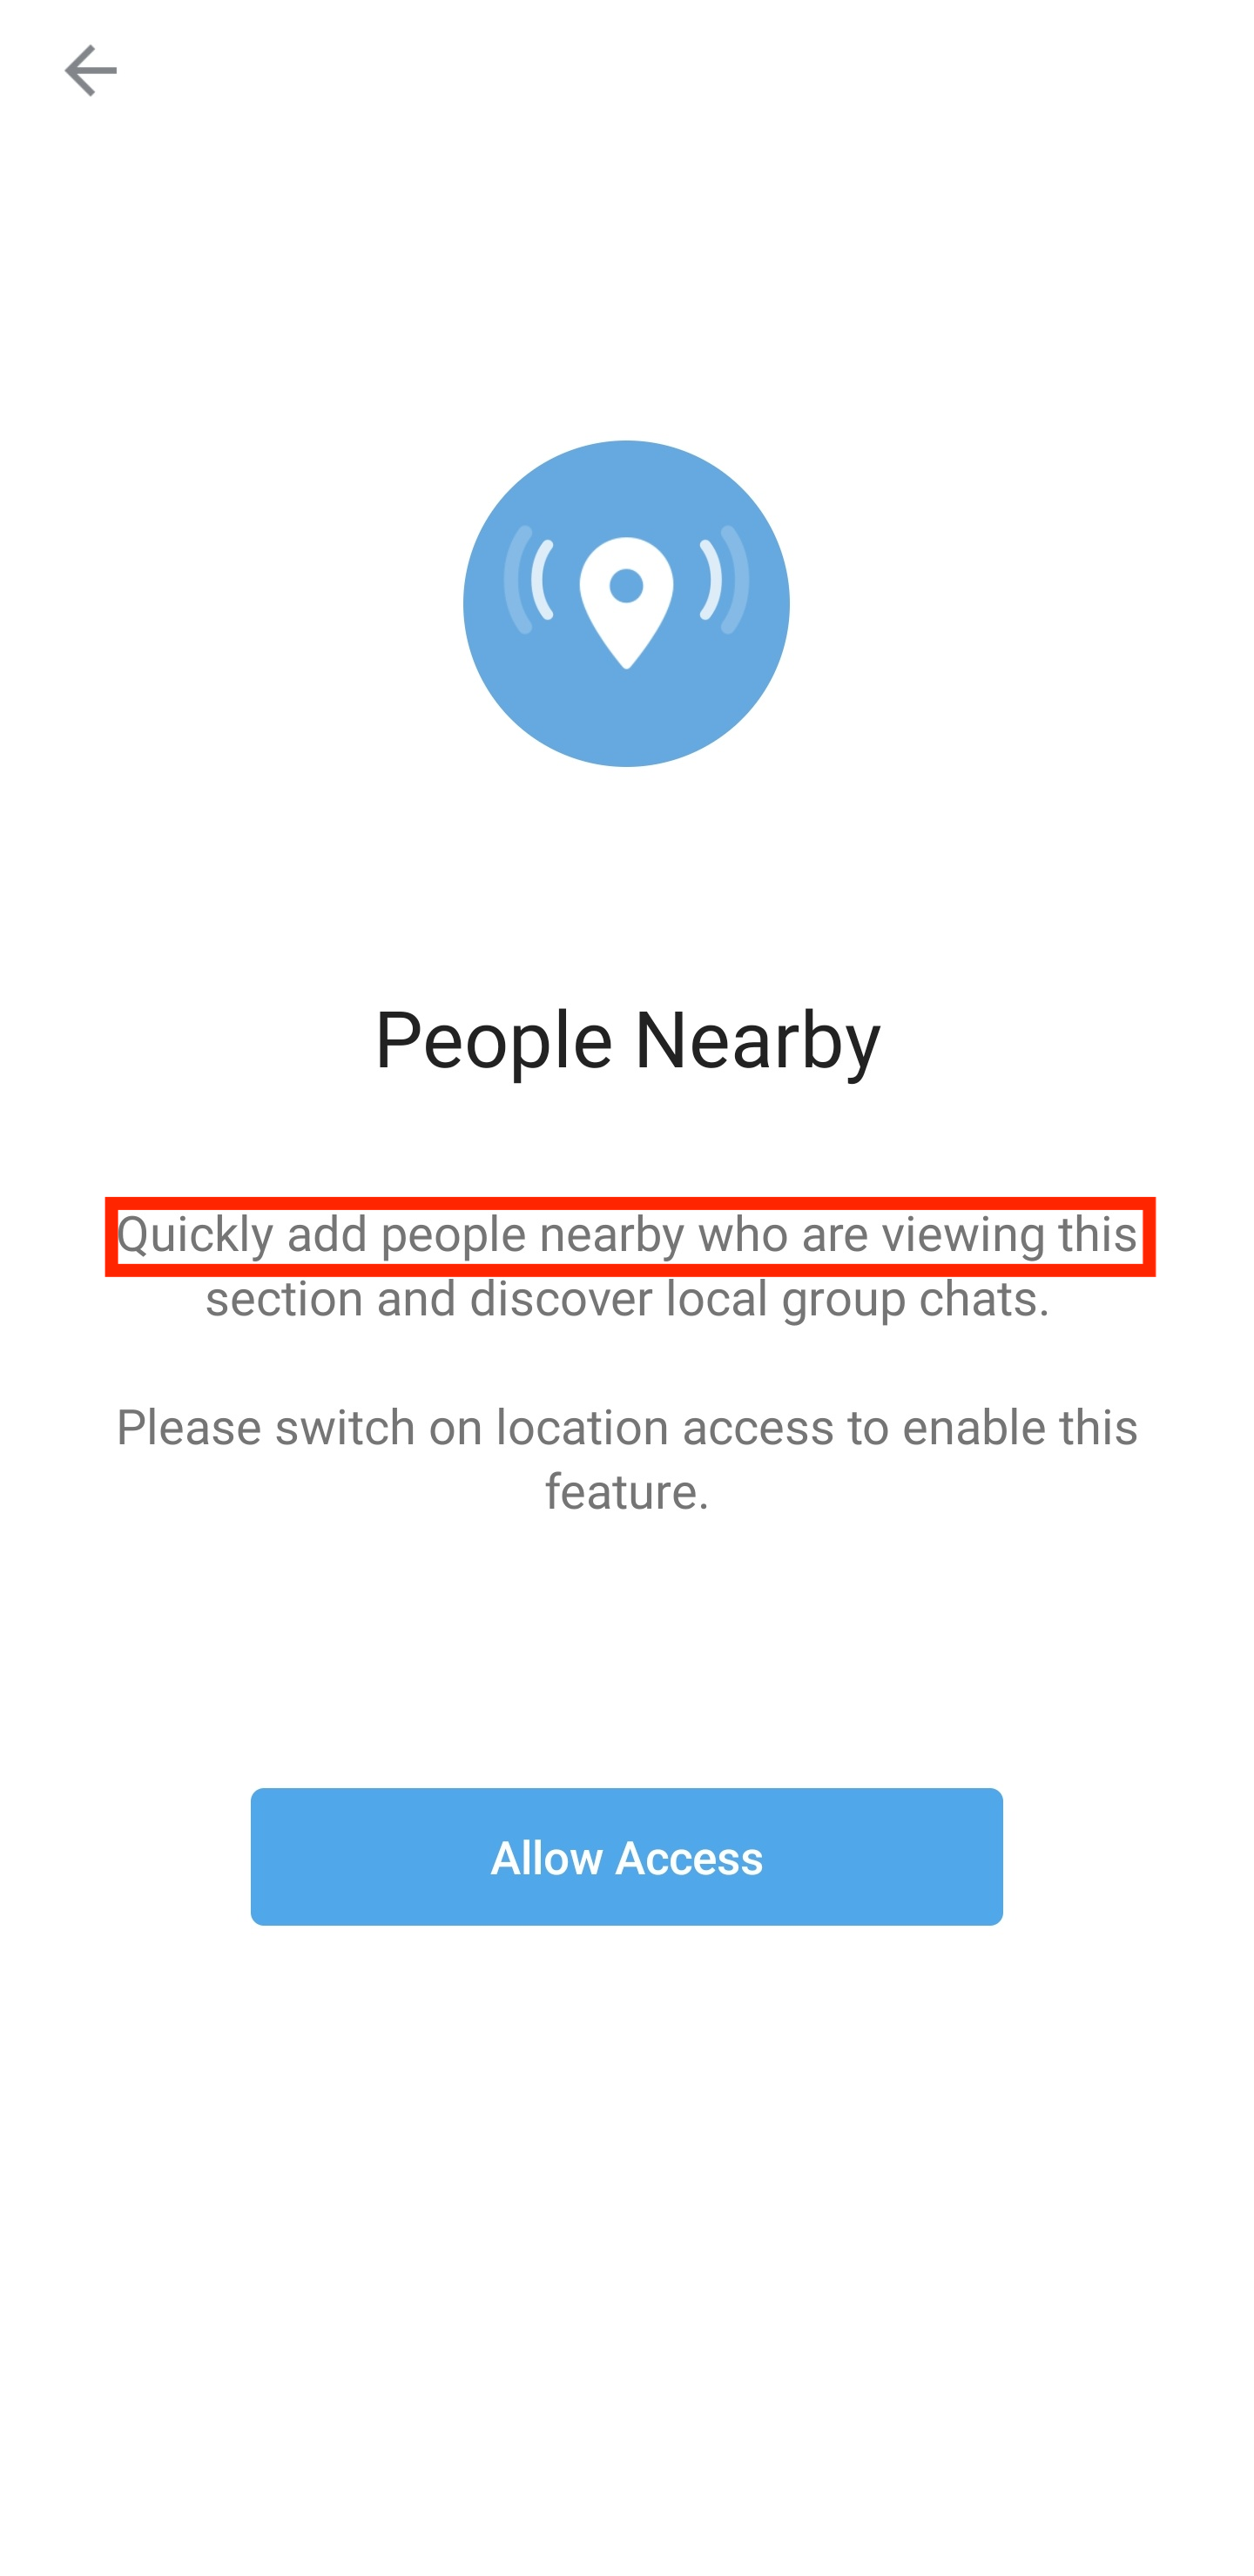 People Nearby
Quickly add people nearby who are viewing this
section and discover local group chats.
Please switch on location access to enable this
feature.
Allow Access